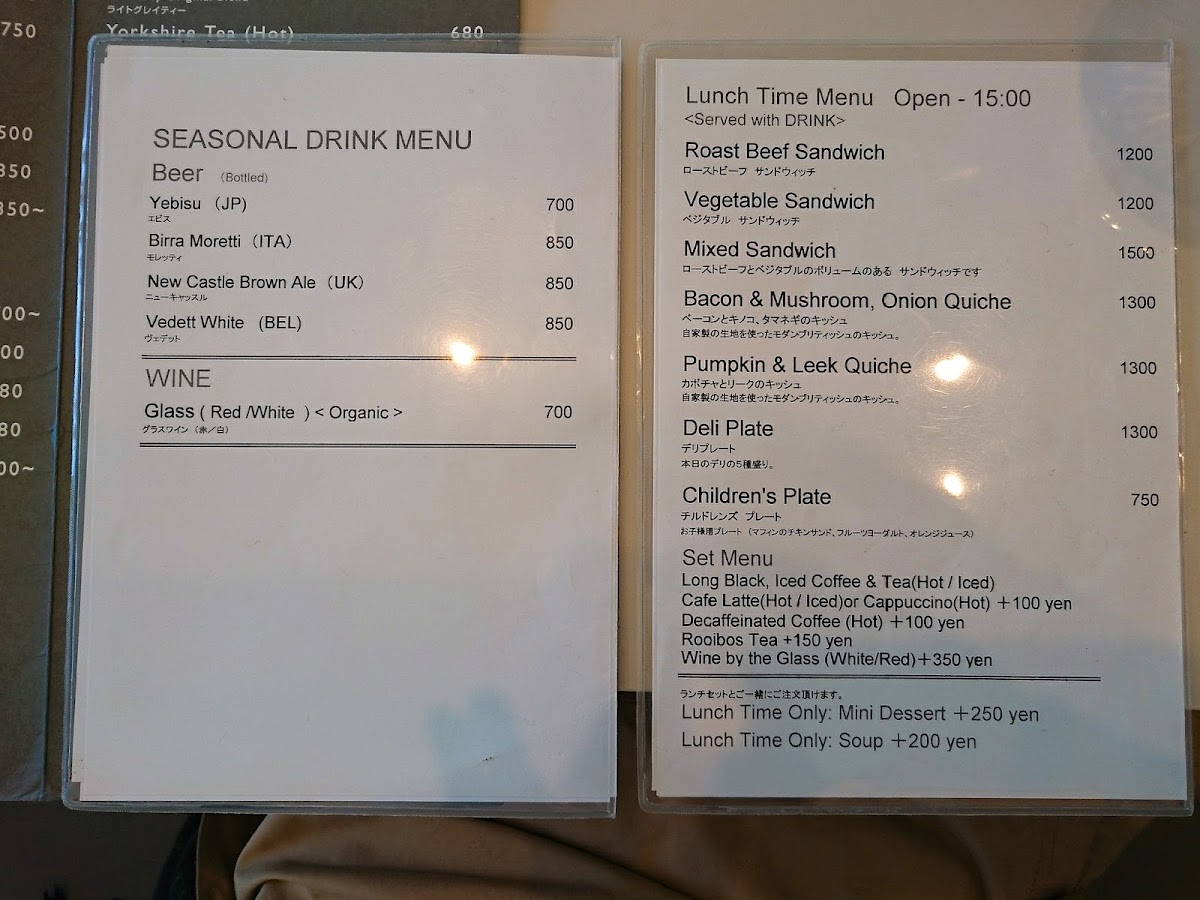 750
500
350
350~
00~
00
80
80
00~
ライトグレイティー
Yorkshire Tea (Hot) 680
SEASONAL DRINK MENU
Beer (Bottled)
Yebisu (JP) 700
エビス
Birra Moretti (ITA) 850
モレッティ
New Castle Brown Ale (UK) 850
ニューキャッスル
Vedett White (BEL) 850
ヴェデット
WINE
Glass ( Red /White ) < Organic > 700
グラスワイン (赤／白)
Lunch Time Menu Open - 15:00
<Served with DRINK>
Roast Beef Sandwich 1200
ローストビーフ サンドウィッチ
Vegetable Sandwich 1200
ベジタブル サンドウィッチ
Mixed Sandwich 1500
ローストビーフとベジタブルのボリュームのある サンドウィッチです
Bacon & Mushroom, Onion Quiche 1300
ベーコンとキノコ、タマネギのキッシュ
自家製の生地を使ったモダンブリティッシュのキッシュ。
Pumpkin & Leek Quiche 1300
カボチャとリークのキッシュ
自家製の生地を使ったモダンブリティッシュのキッシュ。
Deli Plate 1300
デリプレート
本日のデリの5種盛り。
Children's Plate 750
チルドレンズ プレート
お子様用プレート (マフィンのチキンサンド、フルーツヨーグルト、オレンジジュース)
Set Menu
Long Black, Iced Coffee & Tea(Hot / Iced)
Cafe Latte(Hot / Iced)or Cappuccino(Hot) ＋100 yen
Decaffeinated Coffee (Hot) ＋100 yen
Rooibos Tea +150 yen
Wine by the Glass (White/Red)＋350 yen
ランチセットとご一緒にご注文頂けます。
Lunch Time Only: Mini Dessert ＋250 yen
Lunch Time Only: Soup ＋200 yen